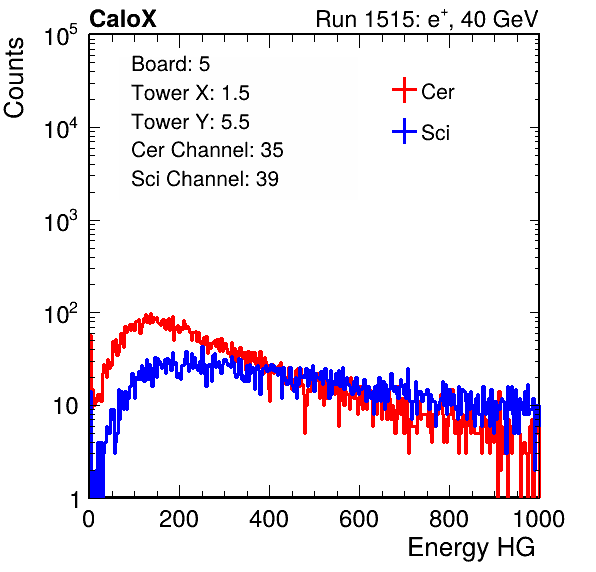 CaloX Run 1515: e⁺, 40 GeV
Counts
10⁵
10⁴
10³
10²
10
1
Board: 5
Tower X: 1.5
Tower Y: 5.5
Cer Channel: 35
Sci Channel: 39
Cer
Sci
0 200 400 600 800 1000
Energy HG